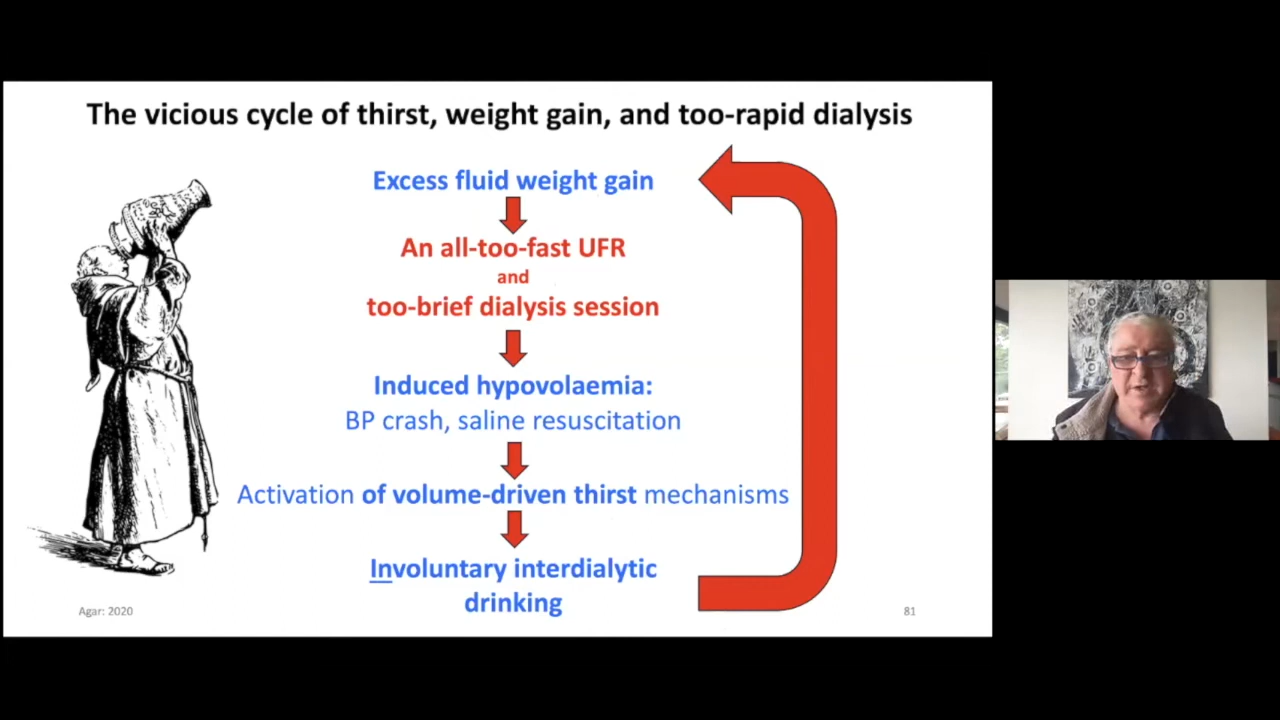 The vicious cycle of thirst, weight gain, and too-rapid dialysis
Excess fluid weight gain
An all-too-fast UFR
and
too-brief dialysis session
Induced hypovolaemia:
BP crash, saline resuscitation
Activation of volume-driven thirst mechanisms
Involuntary interdialytic
drinking
Agar: 2020
81